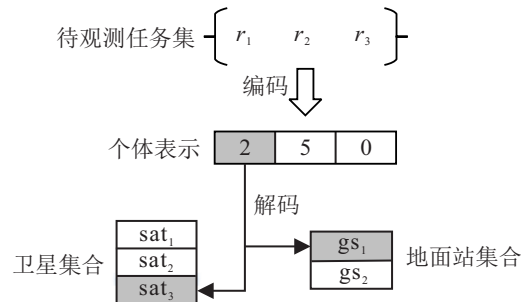 待观测任务集 { r₁ r₂ r₃ }
编码
个体表示 2 5 0
解码
卫星集合 sat₁ sat₂ sat₃
gs₁ gs₂ 地面站集合